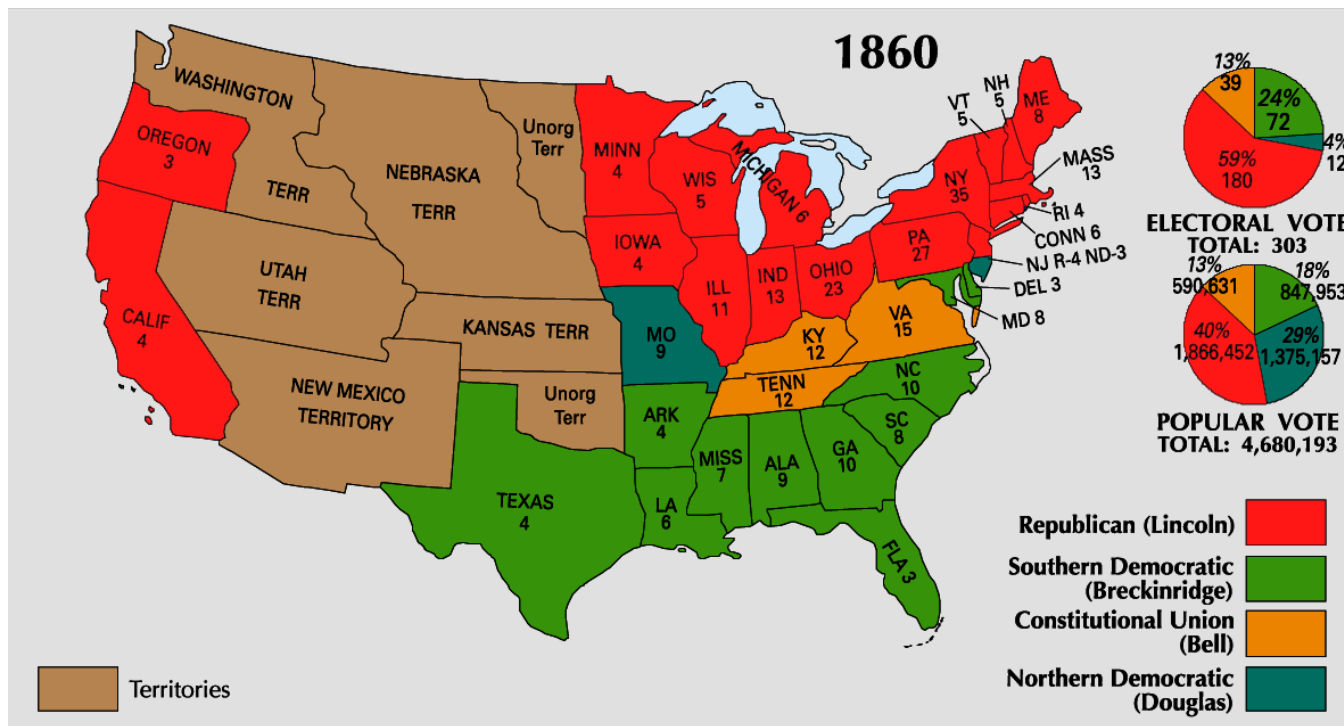 1860
WASHINGTON
TERR
OREGON
3
CALIF
4
NEBRASKA
TERR
Unorg
Terr
UTAH
TERR
KANSAS TERR
NEW MEXICO
TERRITORY
Unorg
Terr
MINN
4
WIS
5
MICHIGAN 6
IOWA
4
ILL
11
IND
13
OHIO
23
PA
27
NY
35
VT
5
NH
5
ME
8
MASS
13
RI 4
CONN 6
NJ R-4 ND-3
DEL 3
MD 8
MO
9
KY
12
VA
15
TENN
12
NC
10
SC
8
GA
10
ALA
9
MISS
7
ARK
4
LA
6
TEXAS
4
FLA 3
13%
39
24%
72
4%
12
59%
180
ELECTORAL VOTE
TOTAL: 303
13%
590,631
18%
847,953
40%
1,866,452
29%
1,375,157
POPULAR VOTE
TOTAL: 4,680,193
Republican (Lincoln)
Southern Democratic
(Breckinridge)
Constitutional Union
(Bell)
Northern Democratic
(Douglas)
Territories